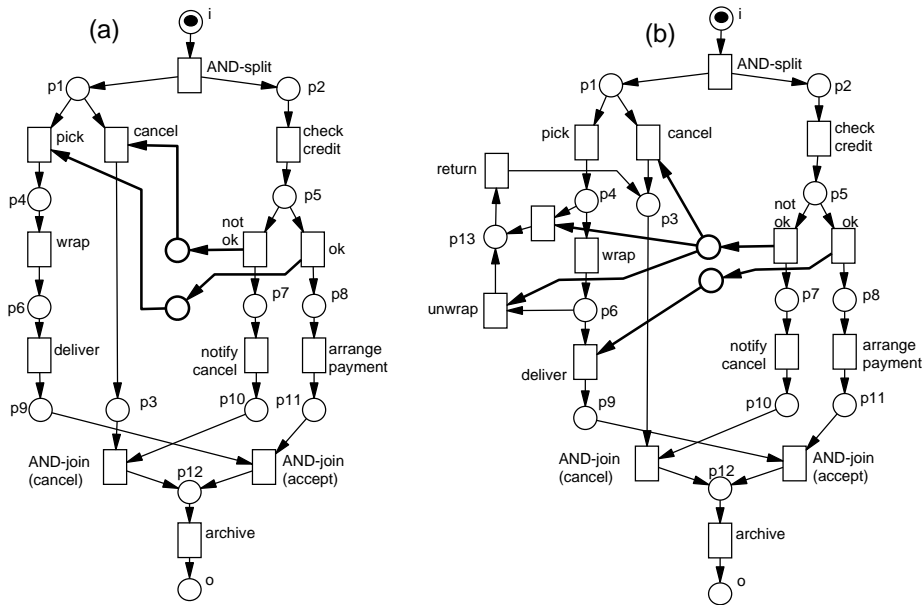 (a)
i
AND-split
p1
p2
pick
cancel
check
credit
p4
p5
not
ok
ok
wrap
p6
p7
p8
deliver
notify
cancel
arrange
payment
p9
p3
p10
p11
AND-join
(cancel)
p12
AND-join
(accept)
archive
o
(b)
i
AND-split
p1
p2
pick
cancel
check
credit
return
p4
p3
p5
not
ok
ok
p13
wrap
unwrap
p6
p7
p8
deliver
notify
cancel
arrange
payment
p9
p10
p11
AND-join
(cancel)
p12
AND-join
(accept)
archive
o